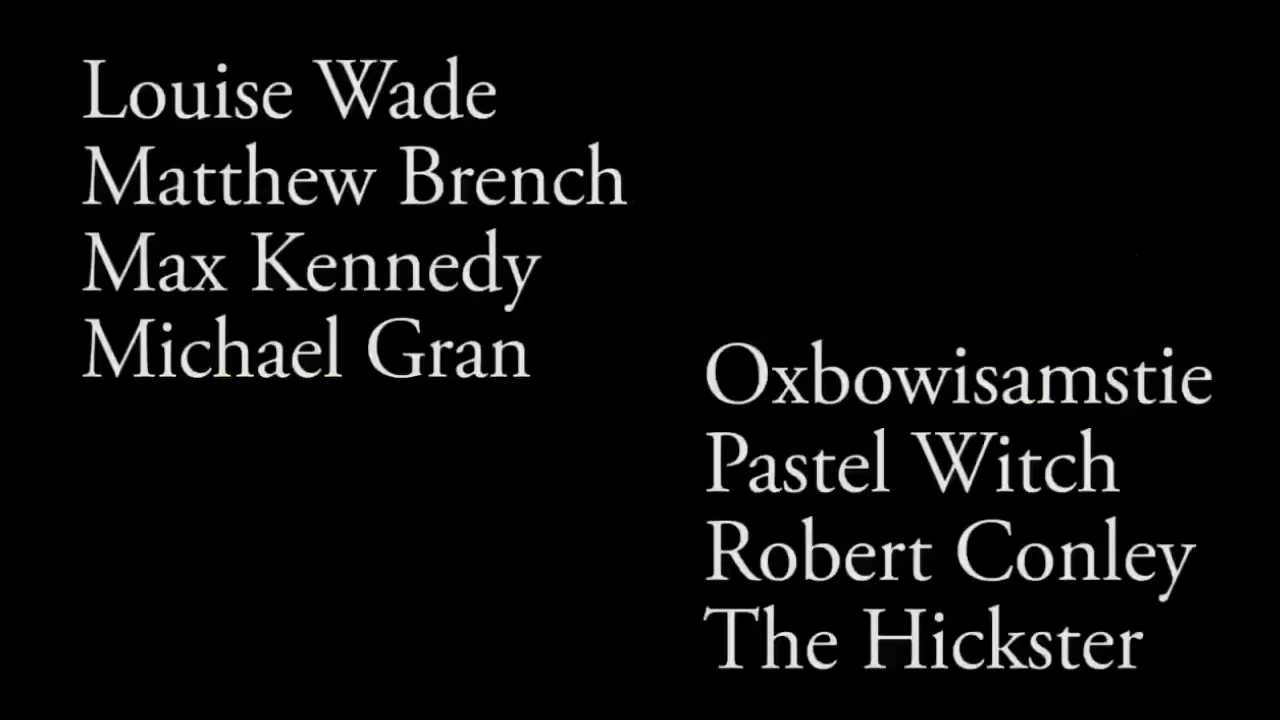 Louise Wade
Matthew Brench
Max Kennedy
Michael Gran
Oxbowisamstie
Pastel Witch
Robert Conley
The Hickster